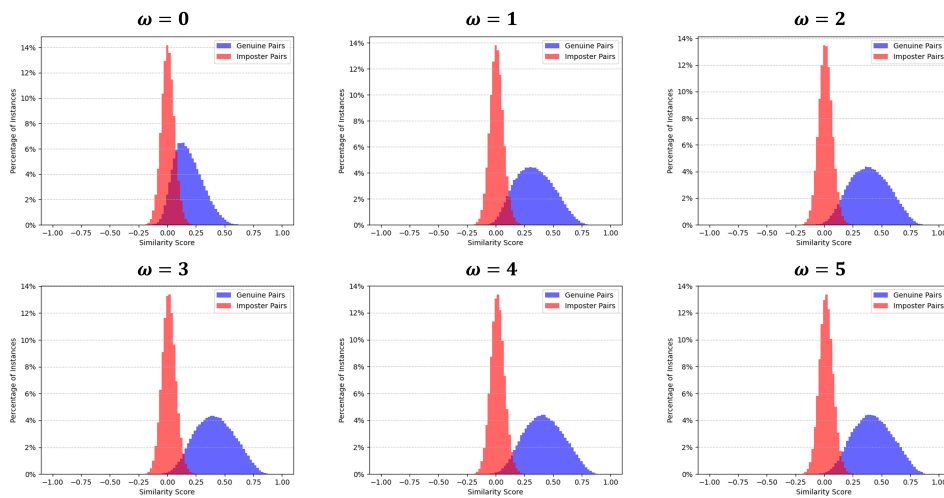 ω = 0
ω = 1
ω = 2
14%
12%
10%
8%
6%
4%
2%
0%
Percentage of Instances
Genuine Pairs
Imposter Pairs
−1.00 −0.75 −0.50 −0.25 0.00 0.25 0.50 0.75 1.00
Similarity Score
14%
12%
10%
8%
6%
4%
2%
0%
Percentage of Instances
Genuine Pairs
Imposter Pairs
−1.00 −0.75 −0.50 −0.25 0.00 0.25 0.50 0.75 1.00
Similarity Score
14%
12%
10%
8%
6%
4%
2%
0%
Percentage of Instances
Genuine Pairs
Imposter Pairs
−1.00 −0.75 −0.50 −0.25 0.00 0.25 0.50 0.75 1.00
Similarity Score
ω = 3
ω = 4
ω = 5
14%
12%
10%
8%
6%
4%
2%
0%
Percentage of Instances
Genuine Pairs
Imposter Pairs
−1.00 −0.75 −0.50 −0.25 0.00 0.25 0.50 0.75 1.00
Similarity Score
14%
12%
10%
8%
6%
4%
2%
0%
Percentage of Instances
Genuine Pairs
Imposter Pairs
−1.00 −0.75 −0.50 −0.25 0.00 0.25 0.50 0.75 1.00
Similarity Score
14%
12%
10%
8%
6%
4%
2%
0%
Percentage of Instances
Genuine Pairs
Imposter Pairs
−1.00 −0.75 −0.50 −0.25 0.00 0.25 0.50 0.75 1.00
Similarity Score